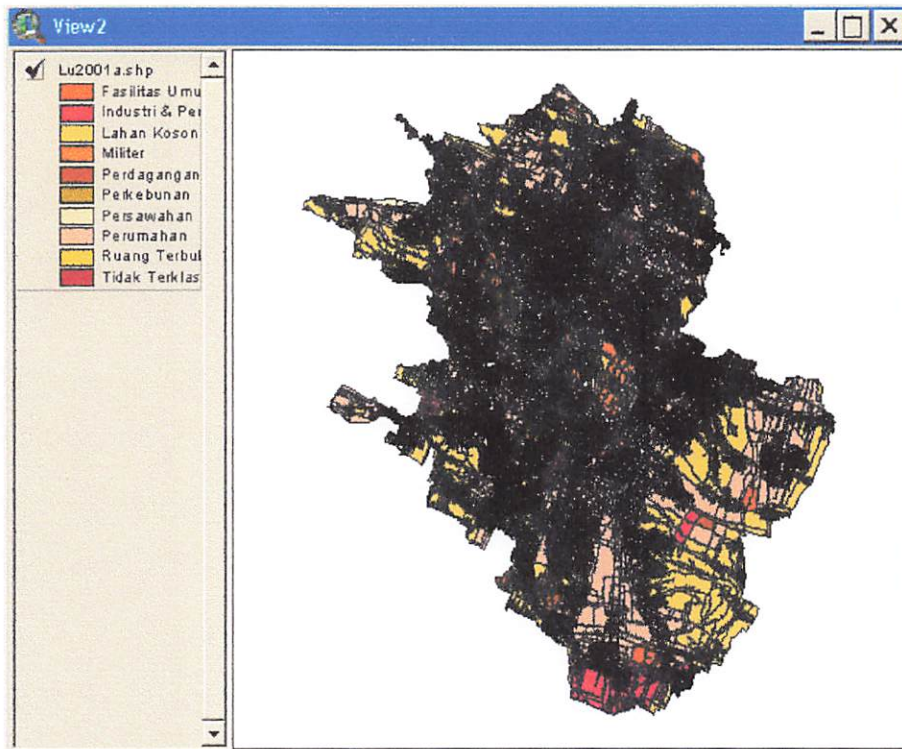 View2
Lu2001a.shp
Fasilitas Umu
Industri & Per
Lahan Koson
Militer
Perdagangan
Perkebunan
Persawahan
Perumahan
Ruang Terbul
Tidak Terklas